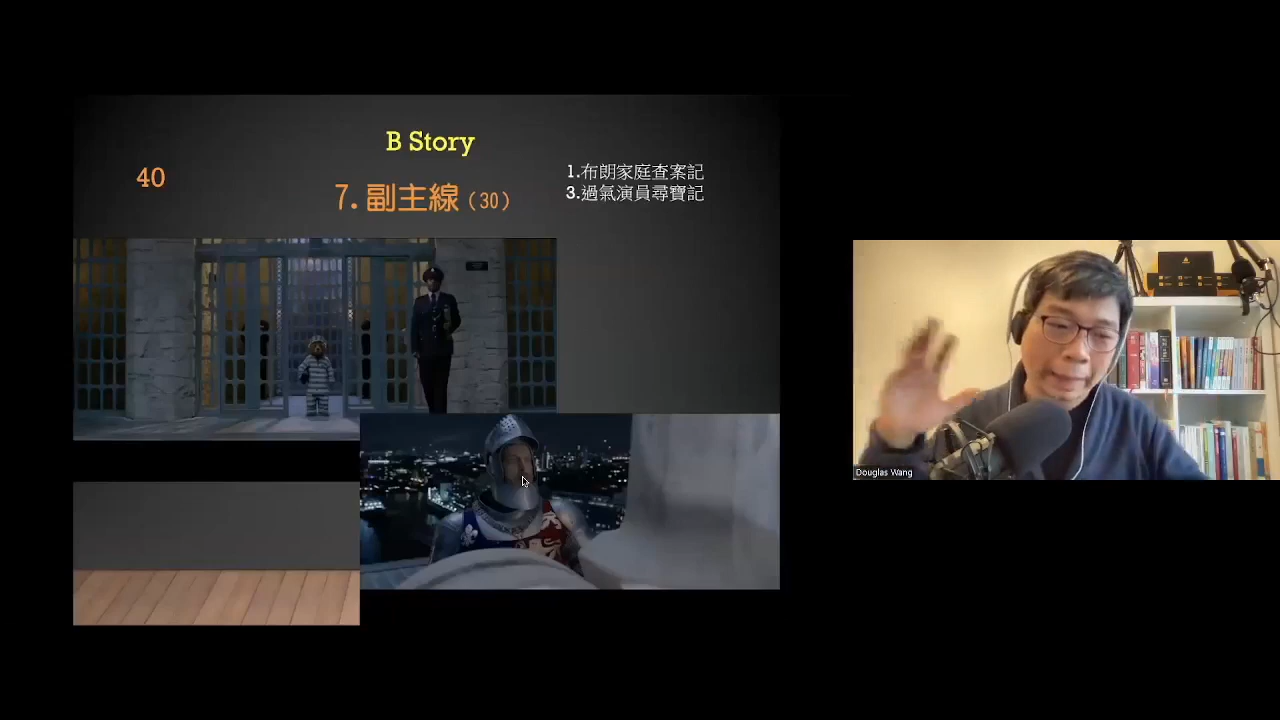 B Story
40
7. 副主線（30）
1.布朗家庭查案記
3.過氣演員尋寶記
Douglas Wang